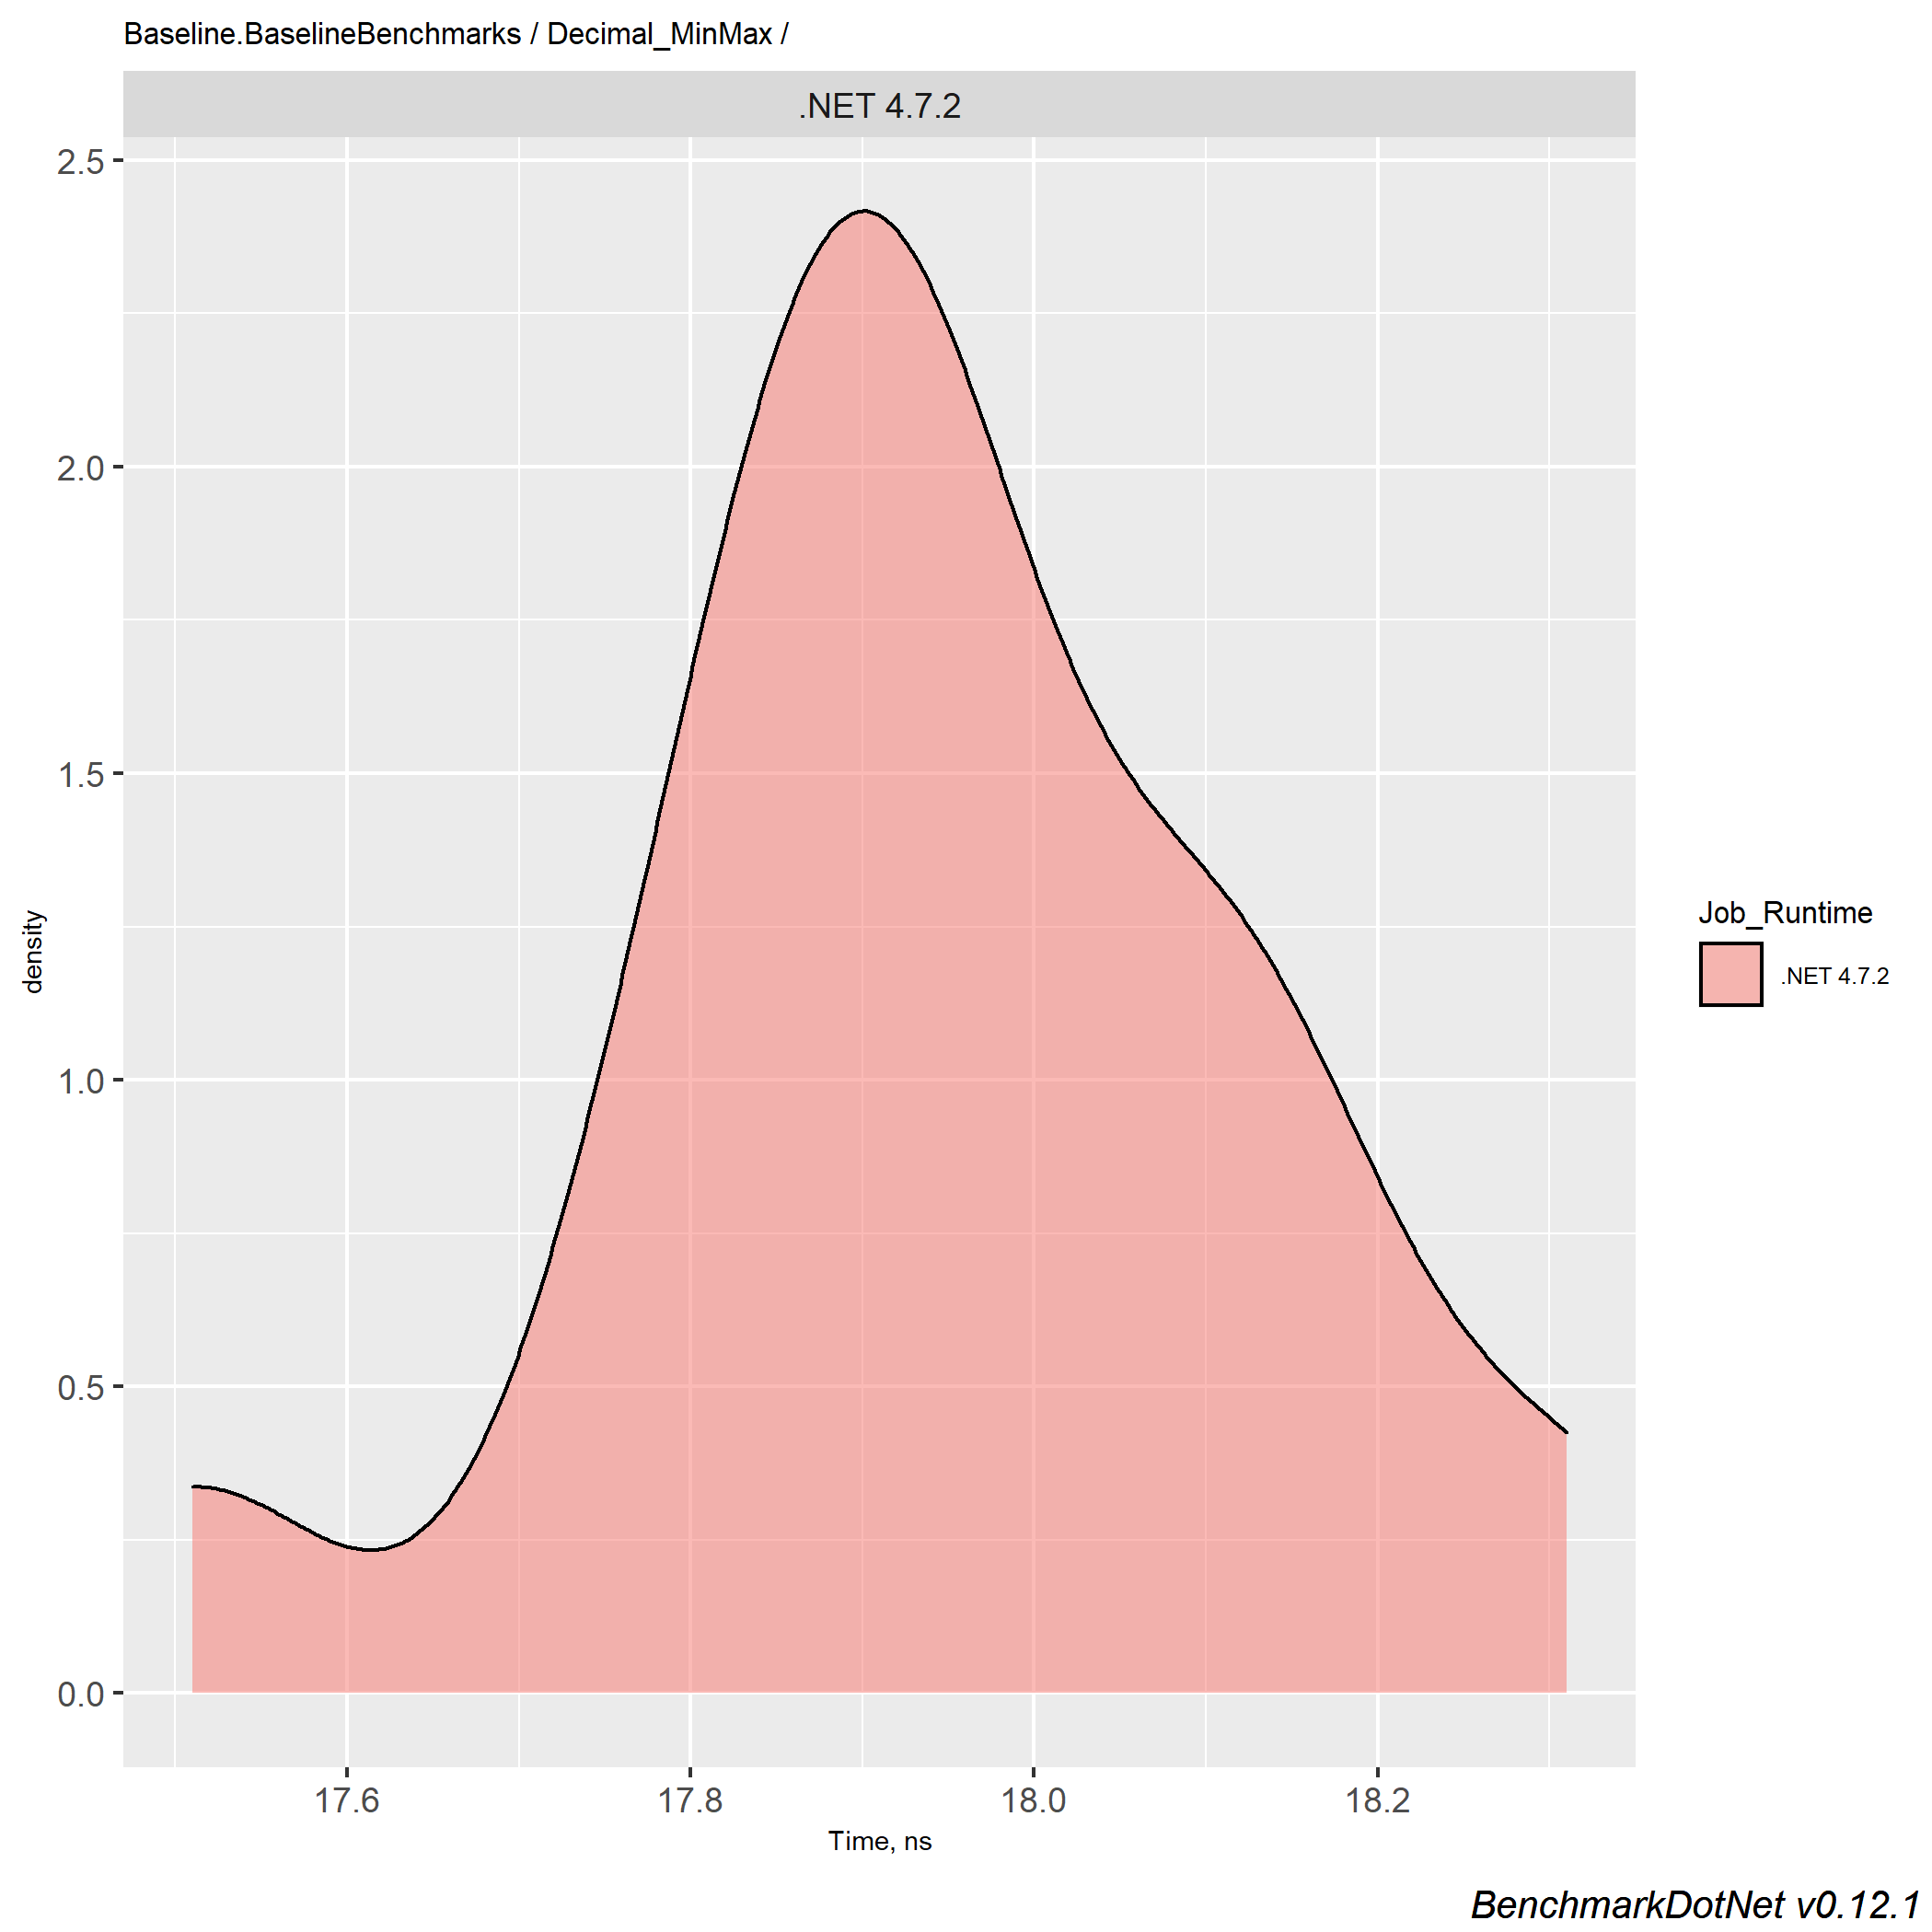 Baseline.BaselineBenchmarks / Decimal_MinMax /
.NET 4.7.2
2.5
2.0
1.5
1.0
0.5
0.0
density
17.6 17.8 18.0 18.2
Time, ns
Job_Runtime
.NET 4.7.2
BenchmarkDotNet v0.12.1